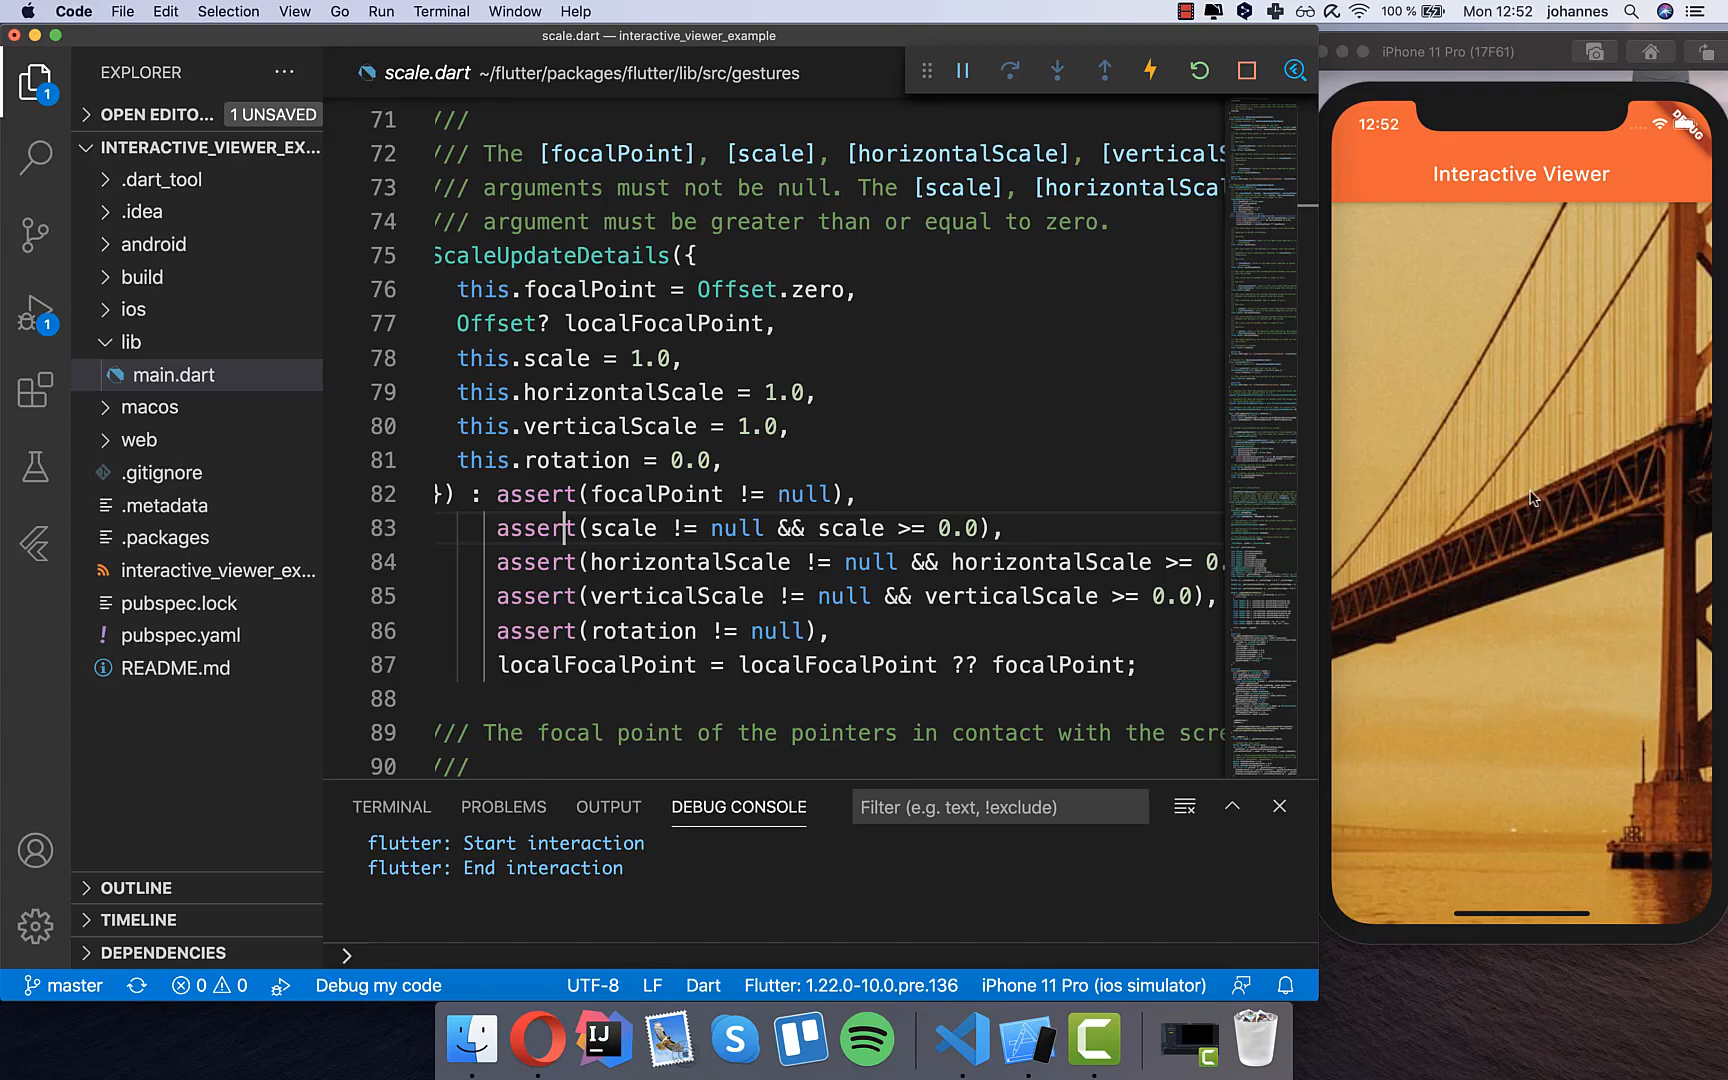 Code File Edit Selection View Go Run Terminal Window Help 100 % Mon 12:52 johannes
scale.dart — interactive_viewer_example
iPhone 11 Pro (17F61)
EXPLORER ...
scale.dart ~/flutter/packages/flutter/lib/src/gestures
1
OPEN EDITO... 1 UNSAVED
INTERACTIVE_VIEWER_EX...
.dart_tool
.idea
android
build
ios
1
lib
main.dart
macos
web
.gitignore
.metadata
.packages
interactive_viewer_ex...
pubspec.lock
! pubspec.yaml
README.md
OUTLINE
TIMELINE
DEPENDENCIES
71 ///
72 /// The [focalPoint], [scale], [horizontalScale], [verticalS
73 /// arguments must not be null. The [scale], [horizontalScal
74 /// argument must be greater than or equal to zero.
75 ScaleUpdateDetails({
76 this.focalPoint = Offset.zero,
77 Offset? localFocalPoint,
78 this.scale = 1.0,
79 this.horizontalScale = 1.0,
80 this.verticalScale = 1.0,
81 this.rotation = 0.0,
82 }) : assert(focalPoint != null),
83 assert(scale != null && scale >= 0.0),
84 assert(horizontalScale != null && horizontalScale >= 0.
85 assert(verticalScale != null && verticalScale >= 0.0),
86 assert(rotation != null),
87 localFocalPoint = localFocalPoint ?? focalPoint;
88
89 /// The focal point of the pointers in contact with the scre
90 ///
TERMINAL PROBLEMS OUTPUT DEBUG CONSOLE Filter (e.g. text, !exclude)
flutter: Start interaction
flutter: End interaction
master 0 0 Debug my code UTF-8 LF Dart Flutter: 1.22.0-10.0.pre.136 iPhone 11 Pro (ios simulator)
12:52
DEBUG
Interactive Viewer
IJ
S
C
C